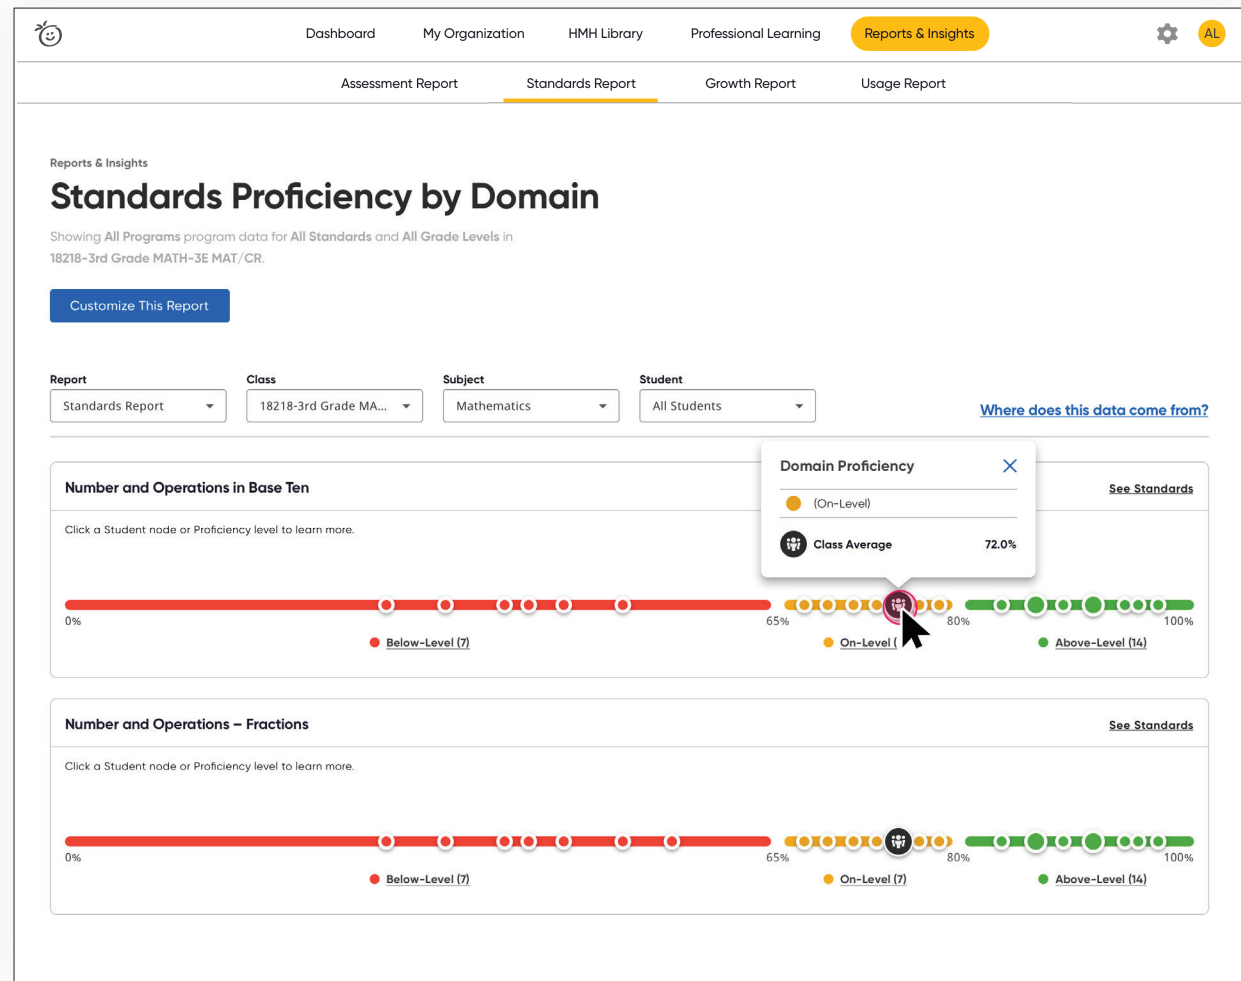 Dashboard My Organization HMH Library Professional Learning Reports & Insights AL
Assessment Report Standards Report Growth Report Usage Report
Reports & Insights
Standards Proficiency by Domain
Showing All Programs program data for All Standards and All Grade Levels in
18218-3rd Grade MATH-3E MAT/CR.
Customize This Report
Report Class Subject Student
Standards Report 18218-3rd Grade MA... Mathematics All Students
Where does this data come from?
Domain Proficiency
(On-Level)
Class Average 72.0%
Number and Operations in Base Ten See Standards
Click a Student node or Proficiency level to learn more.
0% 65% 80% 100%
Below-Level (7) On-Level ( Above-Level (14)
Number and Operations – Fractions See Standards
Click a Student node or Proficiency level to learn more.
0% 65% 80% 100%
Below-Level (7) On-Level (7) Above-Level (14)